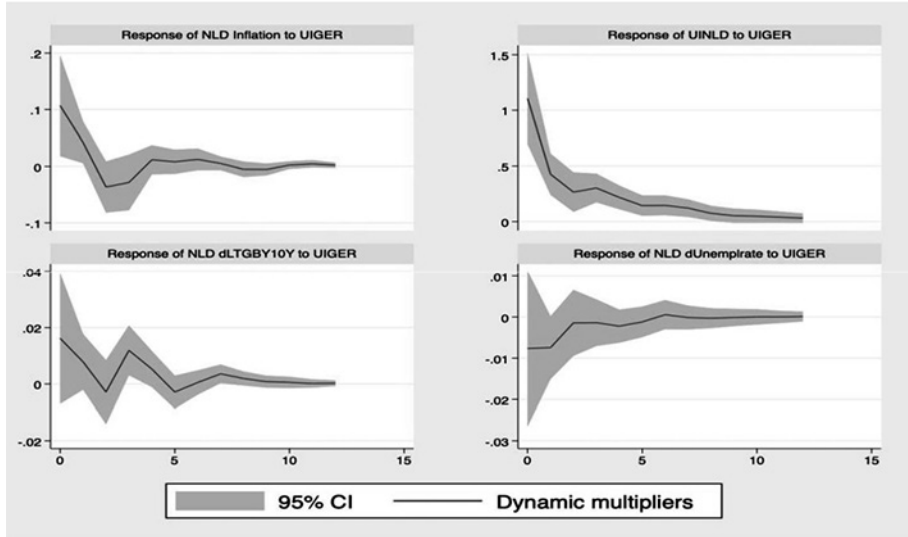 Response of NLD Inflation to UIGER
.2
.1
0
-.1
Response of UINLD to UIGER
1.5
1
.5
0
Response of NLD dLTGBY10Y to UIGER
.04
.02
0
-.02
0 5 10 15
Response of NLD dUnemplrate to UIGER
.01
0
-.01
-.02
-.03
0 5 10 15
95% CI Dynamic multipliers